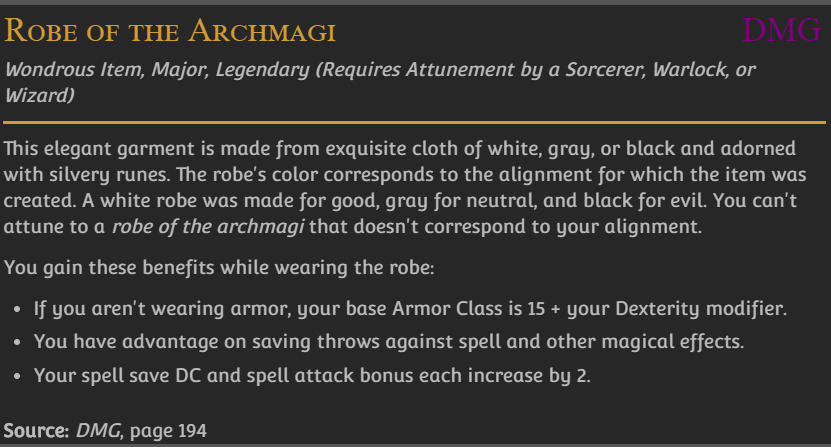 Robe of the Archmagi DMG
Wondrous Item, Major, Legendary (Requires Attunement by a Sorcerer, Warlock, or
Wizard)
This elegant garment is made from exquisite cloth of white, gray, or black and adorned
with silvery runes. The robe's color corresponds to the alignment for which the item was
created. A white robe was made for good, gray for neutral, and black for evil. You can't
attune to a robe of the archmagi that doesn't correspond to your alignment.
You gain these benefits while wearing the robe:
• If you aren't wearing armor, your base Armor Class is 15 + your Dexterity modifier.
• You have advantage on saving throws against spell and other magical effects.
• Your spell save DC and spell attack bonus each increase by 2.
Source: DMG, page 194